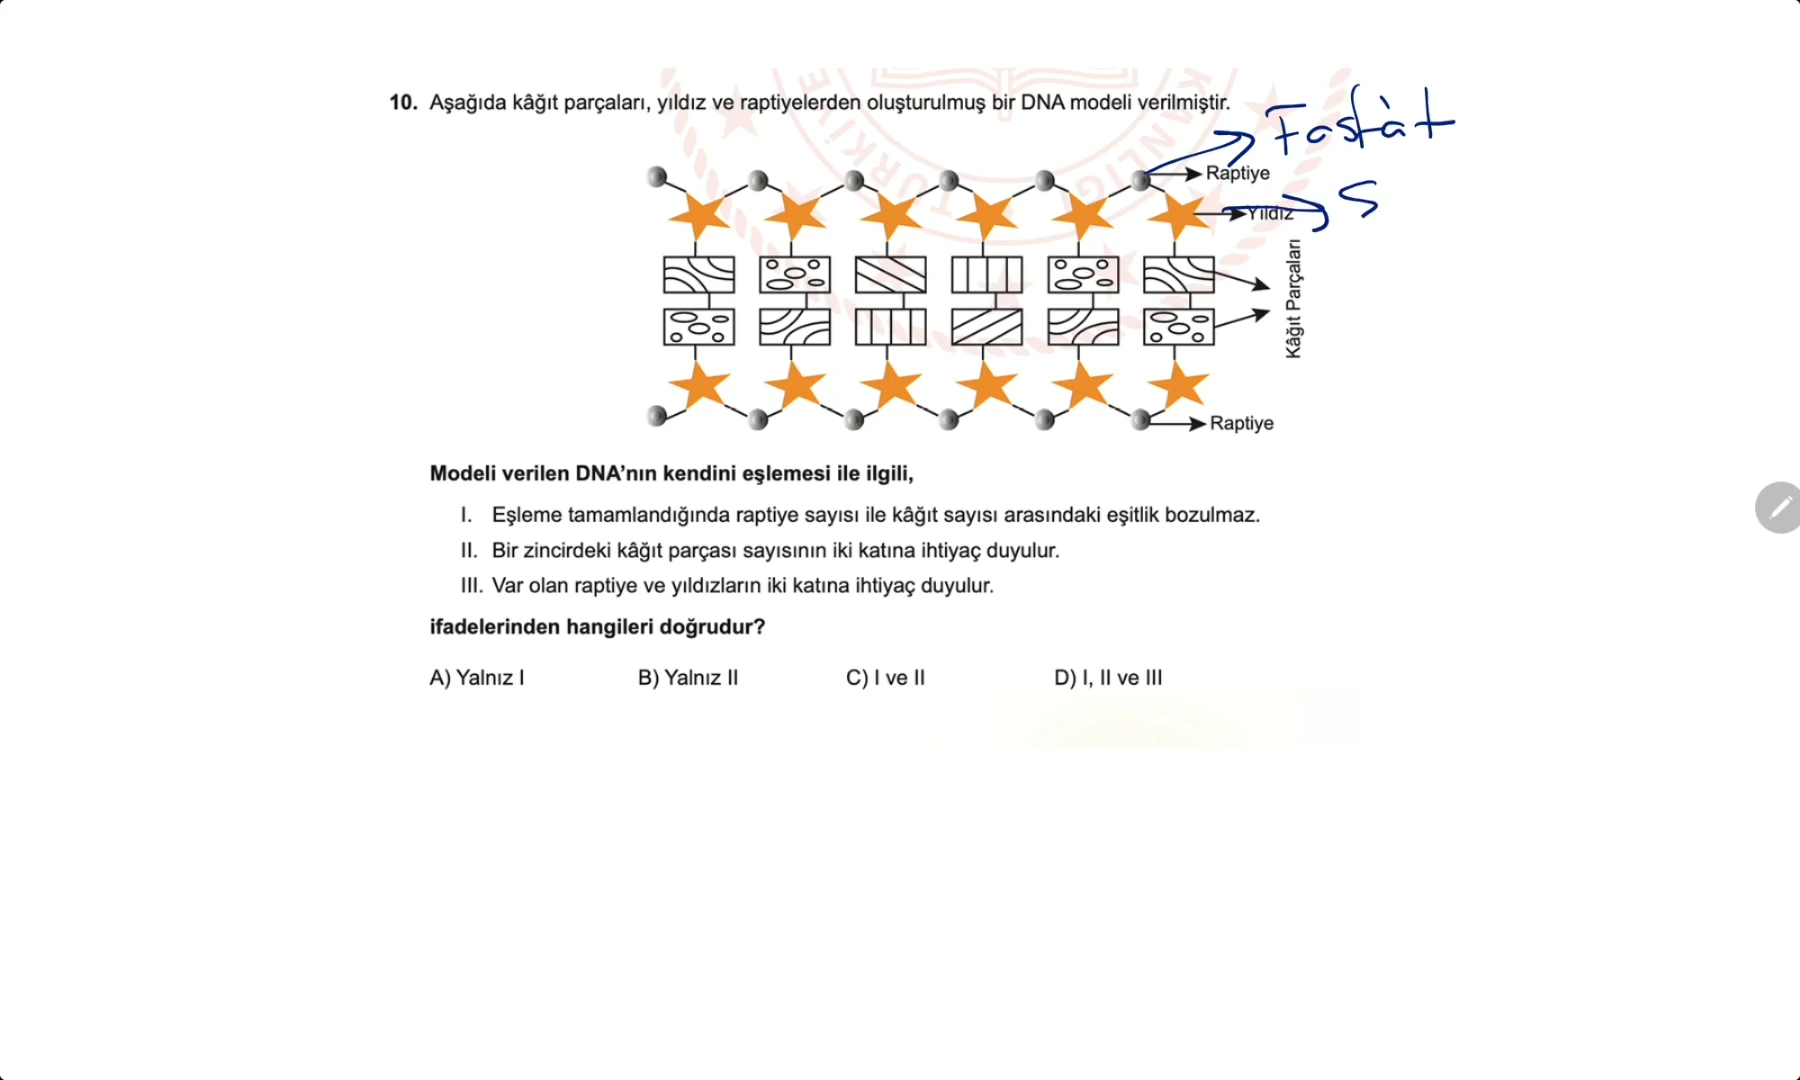 10. Aşağıda kâğıt parçaları, yıldız ve raptiyelerden oluşturulmuş bir DNA modeli verilmiştir.
Fosfat
Raptiye
Yıldız
S
Kâğıt Parçaları
Raptiye
Modeli verilen DNA’nın kendini eşlemesi ile ilgili,
I. Eşleme tamamlandığında raptiye sayısı ile kâğıt sayısı arasındaki eşitlik bozulmaz.
II. Bir zincirdeki kâğıt parçası sayısının iki katına ihtiyaç duyulur.
III. Var olan raptiye ve yıldızların iki katına ihtiyaç duyulur.
ifadelerinden hangileri doğrudur?
A) Yalnız I B) Yalnız II C) I ve II D) I, II ve III